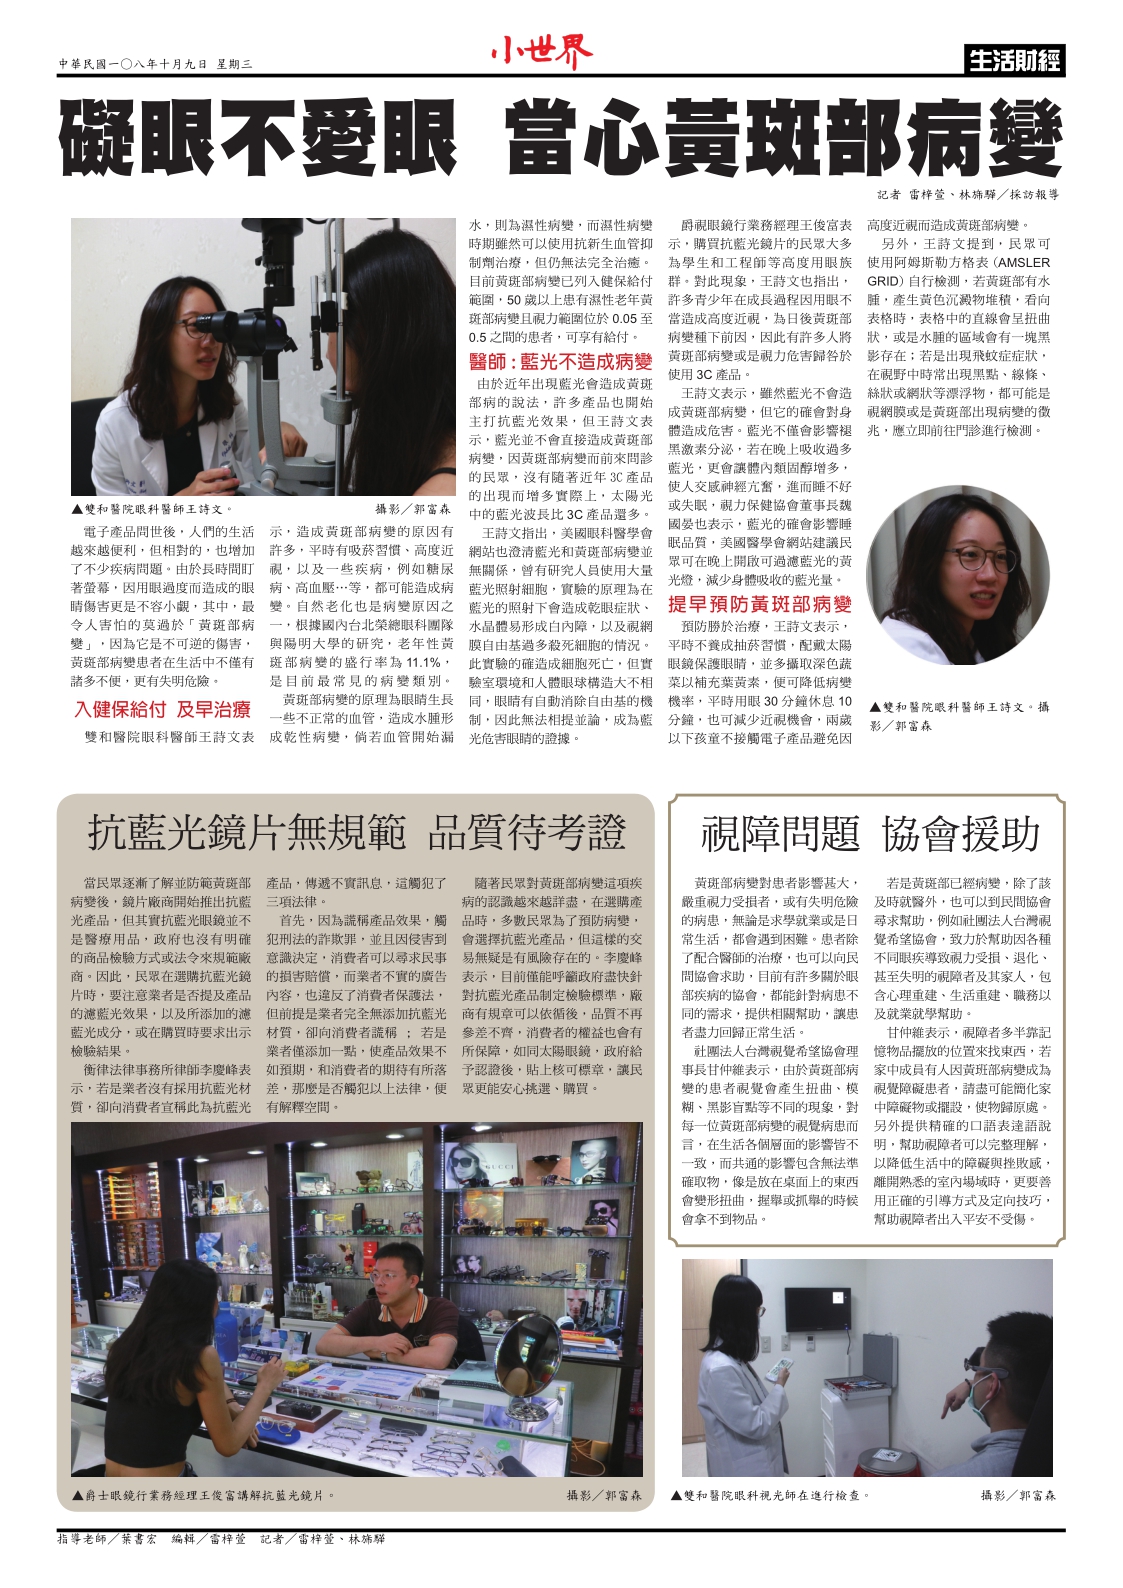 中華民國一〇八年十月九日 星期三
小世界
生活財經
礙眼不愛眼 當心黃斑部病變
記者 雷梓萱、林旆驊／採訪報導
▲雙和醫院眼科醫師王詩文。 攝影／郭富森
電子產品問世後，人們的生活
越來越便利，但相對的，也增加
了不少疾病問題。由於長時間盯
著螢幕，因用眼過度而造成的眼
睛傷害更是不容小覷，其中，最
令人害怕的莫過於「黃斑部病
變」，因為它是不可逆的傷害，
黃斑部病變患者在生活中不僅有
諸多不便，更有失明危險。
入健保給付 及早治療
雙和醫院眼科醫師王詩文表
示，造成黃斑部病變的原因有
許多，平時有吸菸習慣、高度近
視，以及一些疾病，例如糖尿
病、高血壓…等，都可能造成病
變。自然老化也是病變原因之
一，根據國內台北榮總眼科團隊
與陽明大學的研究，老年性黃
斑部病變的盛行率為 11.1%，
是目前最常見的病變類別。
黃斑部病變的原理為眼睛生長
一些不正常的血管，造成水腫形
成乾性病變，倘若血管開始漏
水，則為濕性病變，而濕性病變
時期雖然可以使用抗新生血管抑
制劑治療，但仍無法完全治癒。
目前黃斑部病變已列入健保給付
範圍，50 歲以上患有濕性老年黃
斑部病變且視力範圍位於 0.05 至
0.5 之間的患者，可享有給付。
醫師：藍光不造成病變
由於近年出現藍光會造成黃斑
部病的說法，許多產品也開始
主打抗藍光效果，但王詩文表
示，藍光並不會直接造成黃斑部
病變，因黃斑部病變而前來問診
的民眾，沒有隨著近年 3C 產品
的出現而增多實際上，太陽光
中的藍光波長比 3C 產品還多。
王詩文指出，美國眼科醫學會
網站也澄清藍光和黃斑部病變並
無關係，曾有研究人員使用大量
藍光照射細胞，實驗的原理為在
藍光的照射下會造成乾眼症狀、
水晶體易形成白內障，以及視網
膜自由基過多殺死細胞的情況。
此實驗的確造成細胞死亡，但實
驗室環境和人體眼球構造大不相
同，眼睛有自動消除自由基的機
制，因此無法相提並論，成為藍
光危害眼睛的證據。
爵視眼鏡行業務經理王俊富表
示，購買抗藍光鏡片的民眾大多
為學生和工程師等高度用眼族
群。對此現象，王詩文也指出，
許多青少年在成長過程因用眼不
當造成高度近視，為日後黃斑部
病變種下前因，因此有許多人將
黃斑部病變或是視力危害歸咎於
使用 3C 產品。
王詩文表示，雖然藍光不會造
成黃斑部病變，但它的確會對身
體造成危害。藍光不僅會影響褪
黑激素分泌，若在晚上吸收過多
藍光，更會讓體內類固醇增多，
使人交感神經亢奮，進而睡不好
或失眠，視力保健協會董事長魏
國晏也表示，藍光的確會影響睡
眠品質，美國醫學會網站建議民
眾可在晚上開啟可過濾藍光的黃
光燈，減少身體吸收的藍光量。
提早預防黃斑部病變
預防勝於治療，王詩文表示，
平時不養成抽菸習慣，配戴太陽
眼鏡保護眼睛，並多攝取深色蔬
菜以補充葉黃素，便可降低病變
機率，平時用眼 30 分鐘休息 10
分鐘，也可減少近視機會，兩歲
以下孩童不接觸電子產品避免因
高度近視而造成黃斑部病變。
另外，王詩文提到，民眾可
使用阿姆斯勒方格表（AMSLER
GRID）自行檢測，若黃斑部有水
腫，產生黃色沉澱物堆積，看向
表格時，表格中的直線會呈扭曲
狀，或是水腫的區域會有一塊黑
影存在；若是出現飛蚊症症狀，
在視野中時常出現黑點、線條、
絲狀或網狀等漂浮物，都可能是
視網膜或是黃斑部出現病變的徵
兆，應立即前往門診進行檢測。
▲雙和醫院眼科醫師王詩文。攝
影／郭富森
抗藍光鏡片無規範 品質待考證
當民眾逐漸了解並防範黃斑部
病變後，鏡片廠商開始推出抗藍
光產品，但其實抗藍光眼鏡並不
是醫療用品，政府也沒有明確
的商品檢驗方式或法令來規範廠
商。因此，民眾在選購抗藍光鏡
片時，要注意業者是否提及產品
的濾藍光效果，以及所添加的濾
藍光成分，或在購買時要求出示
檢驗結果。
衡律法律事務所律師李慶峰表
示，若是業者沒有採用抗藍光材
質，卻向消費者宣稱此為抗藍光
產品，傳遞不實訊息，這觸犯了
三項法律。
首先，因為謊稱產品效果，觸
犯刑法的詐欺罪，並且因侵害到
意識決定，消費者可以尋求民事
的損害賠償，而業者不實的廣告
內容，也違反了消費者保護法，
但前提是業者完全無添加抗藍光
材質，卻向消費者謊稱 ; 若是
業者僅添加一點，使產品效果不
如預期，和消費者的期待有所落
差，那麼是否觸犯以上法律，便
有解釋空間。
隨著民眾對黃斑部病變這項疾
病的認識越來越詳盡，在選購產
品時，多數民眾為了預防病變，
會選擇抗藍光產品，但這樣的交
易無疑是有風險存在的。李慶峰
表示，目前僅能呼籲政府盡快針
對抗藍光產品制定檢驗標準，廠
商有規章可以依循後，品質不再
參差不齊，消費者的權益也會有
所保障，如同太陽眼鏡，政府給
予認證後，貼上核可標章，讓民
眾更能安心挑選、購買。
GUCCI
▲爵士眼鏡行業務經理王俊富講解抗藍光鏡片。 攝影／郭富森
視障問題 協會援助
黃斑部病變對患者影響甚大，
嚴重視力受損者，或有失明危險
的病患，無論是求學就業或是日
常生活，都會遇到困難。患者除
了配合醫師的治療，也可以向民
間協會求助，目前有許多關於眼
部疾病的協會，都能針對病患不
同的需求，提供相關幫助，讓患
者盡力回歸正常生活。
社團法人台灣視覺希望協會理
事長甘仲維表示，由於黃斑部病
變的患者視覺會產生扭曲、模
糊、黑影盲點等不同的現象，對
每一位黃斑部病變的視覺病患而
言，在生活各個層面的影響皆不
一致，而共通的影響包含無法準
確取物，像是放在桌面上的東西
會變形扭曲，握舉或抓舉的時候
會拿不到物品。
若是黃斑部已經病變，除了該
及時就醫外，也可以到民間協會
尋求幫助，例如社團法人台灣視
覺希望協會，致力於幫助因各種
不同眼疾導致視力受損、退化、
甚至失明的視障者及其家人，包
含心理重建、生活重建、職務以
及就業就學幫助。
甘仲維表示，視障者多半靠記
憶物品擺放的位置來找東西，若
家中成員有人因黃斑部病變成為
視覺障礙患者，請盡可能簡化家
中障礙物或擺設，使物歸原處。
另外提供精確的口語表達語說
明，幫助視障者可以完整理解，
以降低生活中的障礙與挫敗感，
離開熟悉的室內場域時，更要善
用正確的引導方式及定向技巧，
幫助視障者出入平安不受傷。
▲雙和醫院眼科視光師在進行檢查。 攝影／郭富森
指導老師／葉書宏 編輯／雷梓萱 記者／雷梓萱、林旆驊